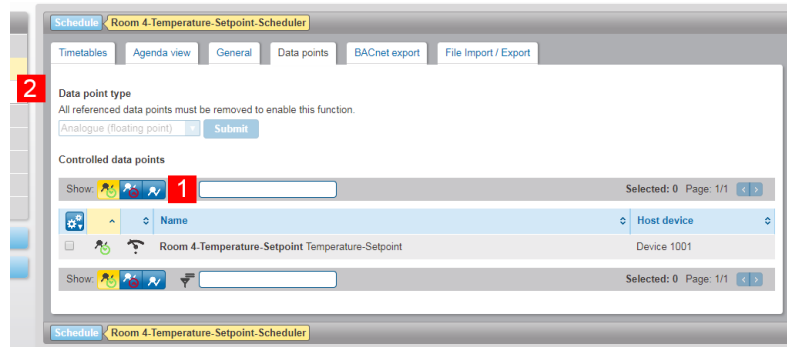 Schedule Room 4-Temperature-Setpoint-Scheduler
Timetables Agenda view General Data points BACnet export File Import / Export
2
Data point type
All referenced data points must be removed to enable this function.
Analogue (floating point) Submit
Controlled data points
Show: 1 Selected: 0 Page: 1/1
Name Host device
Room 4-Temperature-Setpoint Temperature-Setpoint Device 1001
Show: Selected: 0 Page: 1/1
Schedule Room 4-Temperature-Setpoint-Scheduler